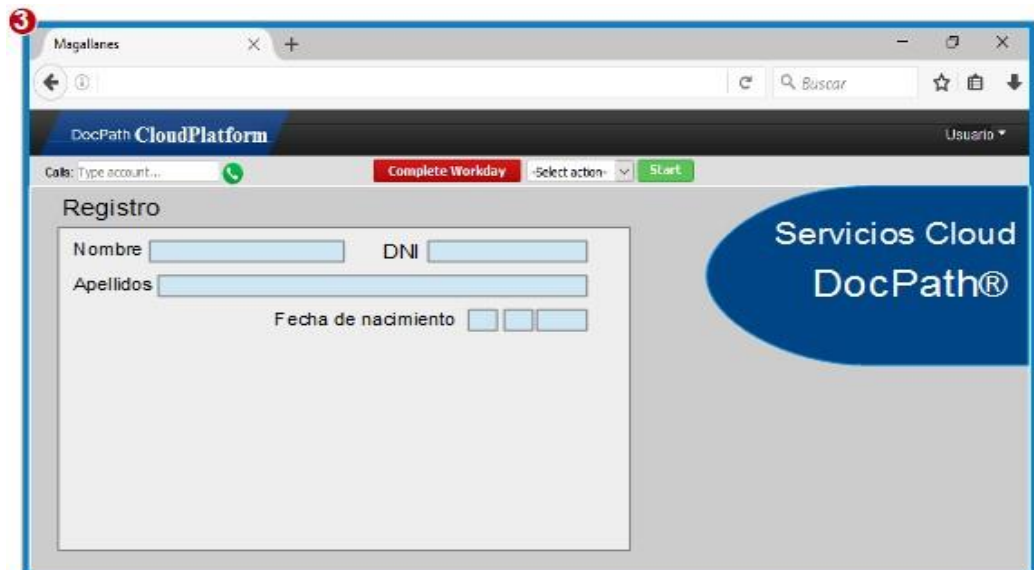 3
Magallanes
Buscar
DocPath CloudPlatform
Usuario
Calls: Type account...
Complete Workday
-Select action-
Start
Registro
Servicios Cloud
DocPath®
Nombre
DNI
Apellidos
Fecha de nacimiento